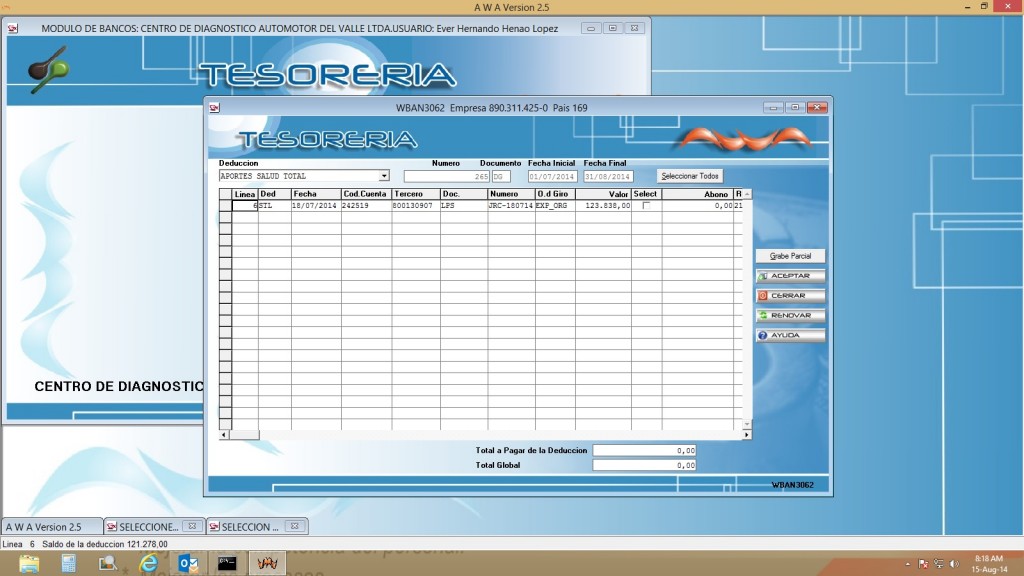 A W A Version 2.5
MODULO DE BANCOS: CENTRO DE DIAGNOSTICO AUTOMOTOR DEL VALLE LTDA.USUARIO: Ever Hernando Henao Lopez
TESORERIA
WBAN3062 Empresa 890.311.425-0 Pais 169
TESORERIA
Deduccion Numero Documento Fecha Inicial Fecha Final
APORTES SALUD TOTAL 265 DG 01/07/2014 31/08/2014 Seleccionar Todos
Linea Ded Fecha Cod.Cuenta Tercero Doc. Numero O.d Giro Valor Select Abono R
6 STL 18/07/2014 242519 800130907 LPS JRC-180714 EXP_ORG 123.838,00 0,00 21
Grabe Parcial
ACEPTAR
CERRAR
RENOVAR
AYUDA
CENTRO DE DIAGNOSTIC
Total a Pagar de la Deduccion 0,00
Total Global 0,00
WBAN3062
A W A Version 2.5 SELECCIONE... SELECCION ...
Linea 6 Saldo de la deduccion 121.278,00
8:18 AM
15-Aug-14